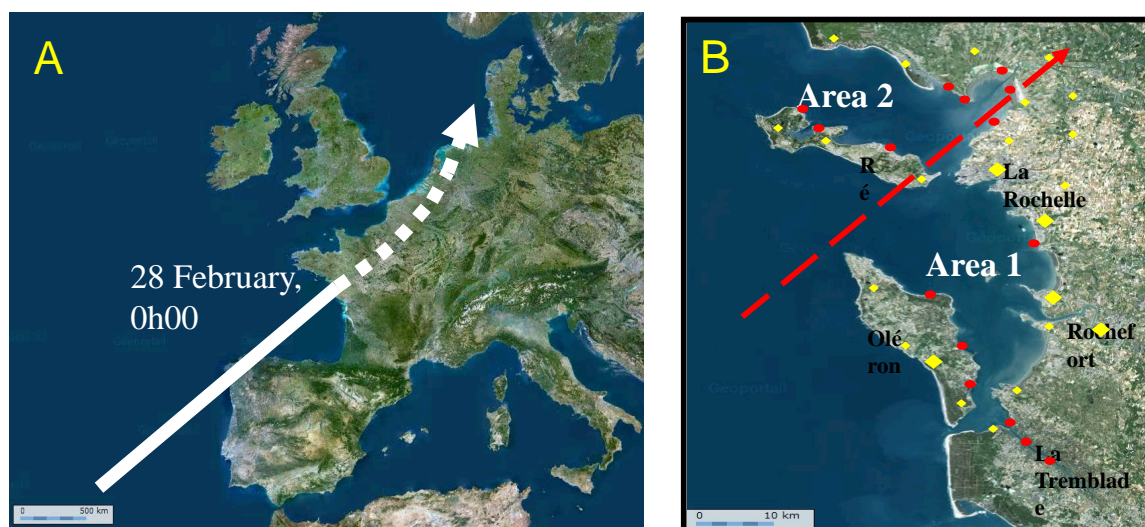 A
28 February,
0h00
500 km
B
Area 2
R
é
La
Rochelle
Area 1
Olé
ron
Rochef
ort
La
Tremblad
e
Geoportail
0
10 km